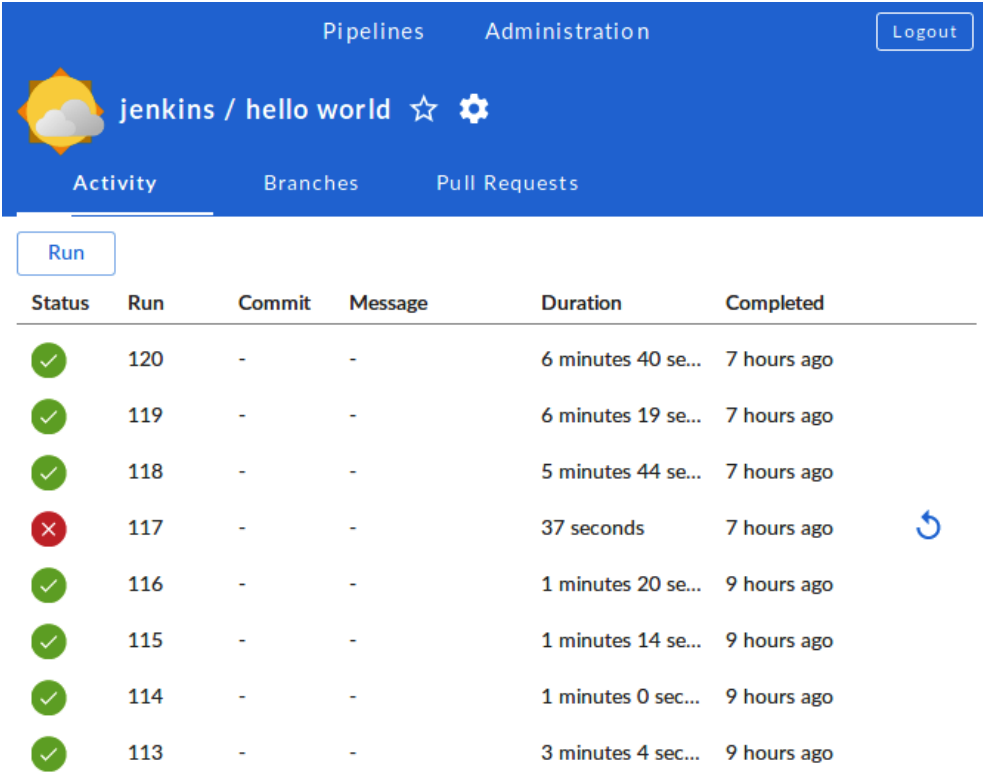 Pipelines Administration Logout
jenkins / hello world
Activity Branches Pull Requests
Run
Status Run Commit Message Duration Completed
120 - - 6 minutes 40 se... 7 hours ago
119 - - 6 minutes 19 se... 7 hours ago
118 - - 5 minutes 44 se... 7 hours ago
117 - - 37 seconds 7 hours ago
116 - - 1 minutes 20 se... 9 hours ago
115 - - 1 minutes 14 se... 9 hours ago
114 - - 1 minutes 0 sec... 9 hours ago
113 - - 3 minutes 4 sec... 9 hours ago